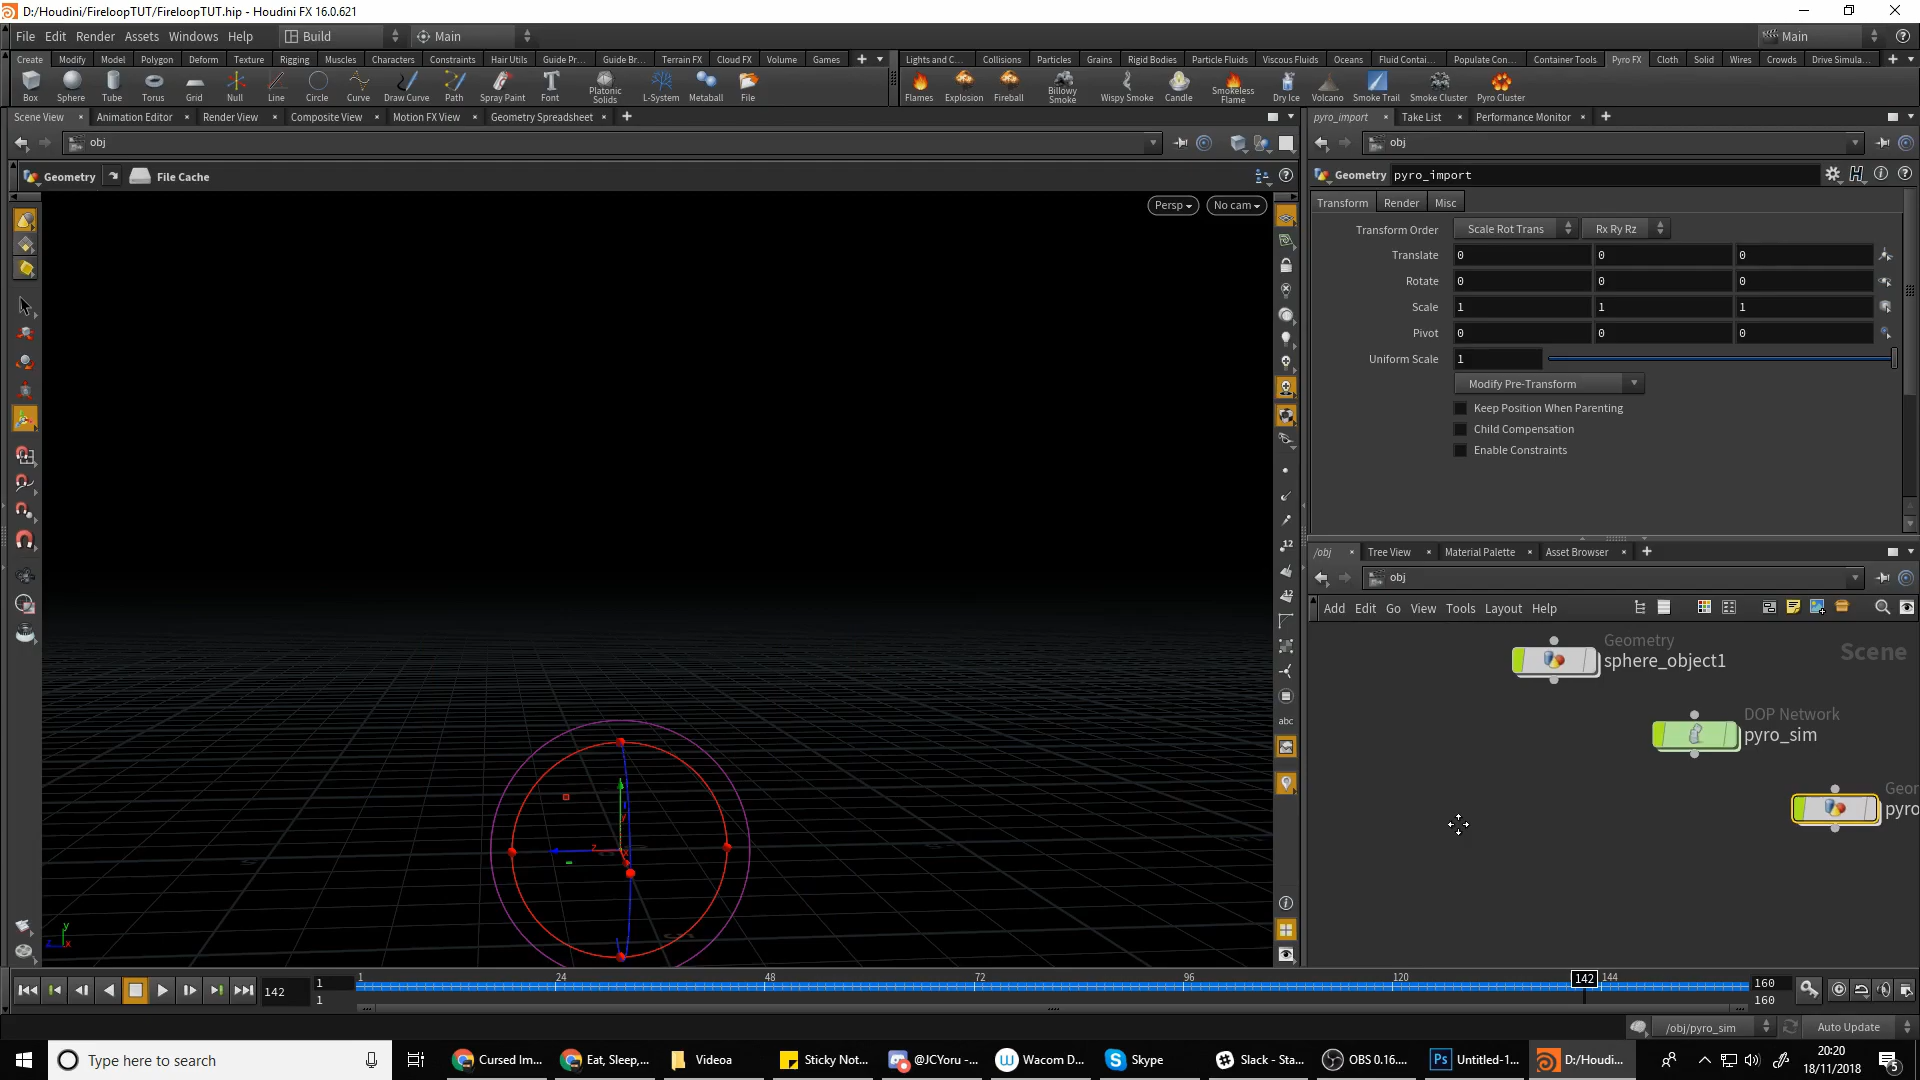 D:/Houdini/FireloopTUT/FireloopTUT.hip - Houdini FX 16.0.621
File Edit Render Assets Windows Help Build Main Main
Create Modify Model Polygon Deform Texture Rigging Muscles Characters Constraints Hair Utils Guide Pr... Guide Br... Terrain FX Cloud FX Volume Games
Lights and C... Collisions Particles Grains Rigid Bodies Particle Fluids Viscous Fluids Oceans Fluid Contai... Populate Con... Container Tools Pyro FX Cloth Solid Wires Crowds Drive Simula...
Box Sphere Tube Torus Grid Null Line Circle Curve Draw Curve Path Spray Paint Font Platonic Solids L-System Metaball File
Flames Explosion Fireball Billowy Smoke Wispy Smoke Candle Smokeless Flame Dry Ice Volcano Smoke Trail Smoke Cluster Pyro Cluster
Scene View Animation Editor Render View Composite View Motion FX View Geometry Spreadsheet
pyro_import Take List Performance Monitor
obj
obj
Geometry File Cache
Geometry pyro_import
Persp No cam
Transform Render Misc
Transform Order Scale Rot Trans Rx Ry Rz
Translate 0 0 0
Rotate 0 0 0
Scale 1 1 1
Pivot 0 0 0
Uniform Scale 1
Modify Pre-Transform
Keep Position When Parenting
Child Compensation
Enable Constraints
/obj Tree View Material Palette Asset Browser
obj
Add Edit Go View Tools Layout Help
Geometry
sphere_object1
Scene
DOP Network
pyro_sim
Geor
pyro
12
12
abc
z
y
y
z x
142
1
1
1 24 48 72 96 120 142 144
160
160
/obj/pyro_sim Auto Update
Type here to search
Cursed Im... Eat, Sleep,... Videoa Sticky Not... @JCYoru -... Wacom D... Skype Slack - Sta... OBS 0.16.... Untitled-1... D:/Houdi...
20:20
18/11/2018
5